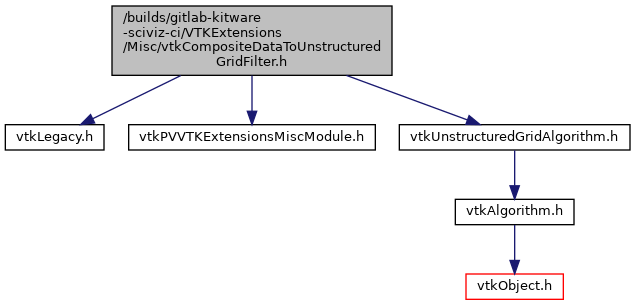 /builds/gitlab-kitware
-sciviz-ci/VTKExtensions
/Misc/vtkCompositeDataToUnstructured
GridFilter.h
vtkLegacy.h
vtkPVVTKExtensionsMiscModule.h
vtkUnstructuredGridAlgorithm.h
vtkAlgorithm.h
vtkObject.h